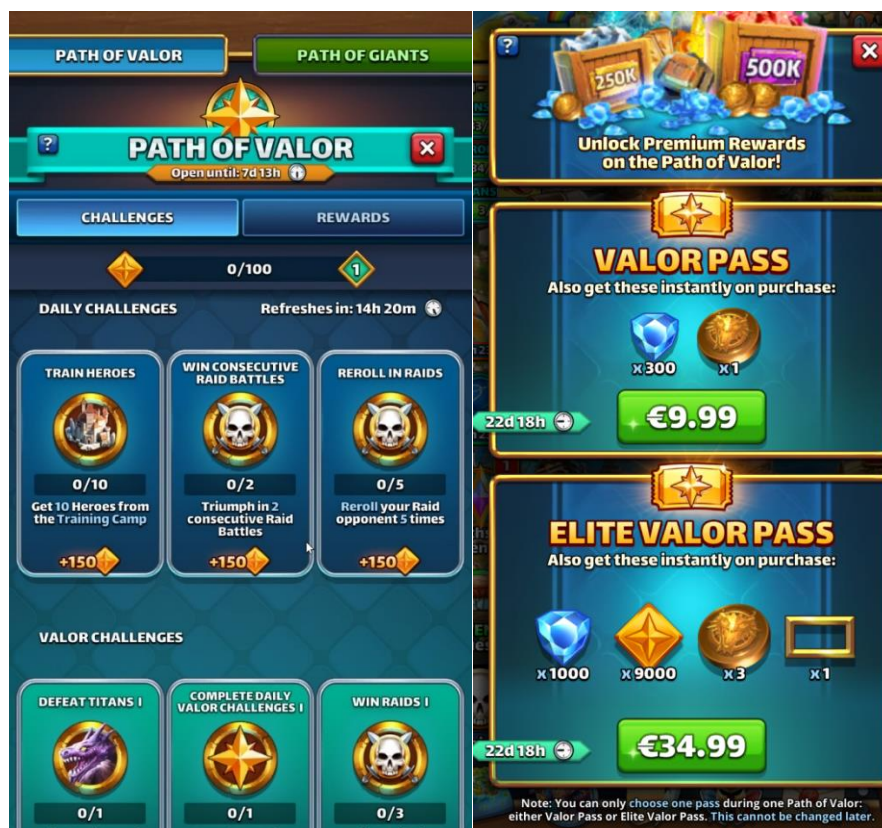 PATH OF VALOR
PATH OF GIANTS
?
PATH OF VALOR
Open until: 7d 13h
CHALLENGES
REWARDS
0/100
1
DAILY CHALLENGES
Refreshes in: 14h 20m
TRAIN HEROES
0/10
Get 10 Heroes from
the Training Camp
+150
WIN CONSECUTIVE
RAID BATTLES
0/2
Triumph in 2
consecutive Raid
Battles
+150
REROLL IN RAIDS
0/5
Reroll your Raid
opponent 5 times
+150
VALOR CHALLENGES
DEFEAT TITANS I
0/1
COMPLETE DAILY
VALOR CHALLENGES I
0/1
WIN RAIDS I
0/3
?
250K
500K
Unlock Premium Rewards
on the Path of Valor!
VALOR PASS
Also get these instantly on purchase:
x300
x1
22d 18h
€9.99
ELITE VALOR PASS
Also get these instantly on purchase:
x1000
x9000
x3
x1
22d 18h
€34.99
Note: You can only choose one pass during one Path of Valor:
either Valor Pass or Elite Valor Pass. This cannot be changed later.